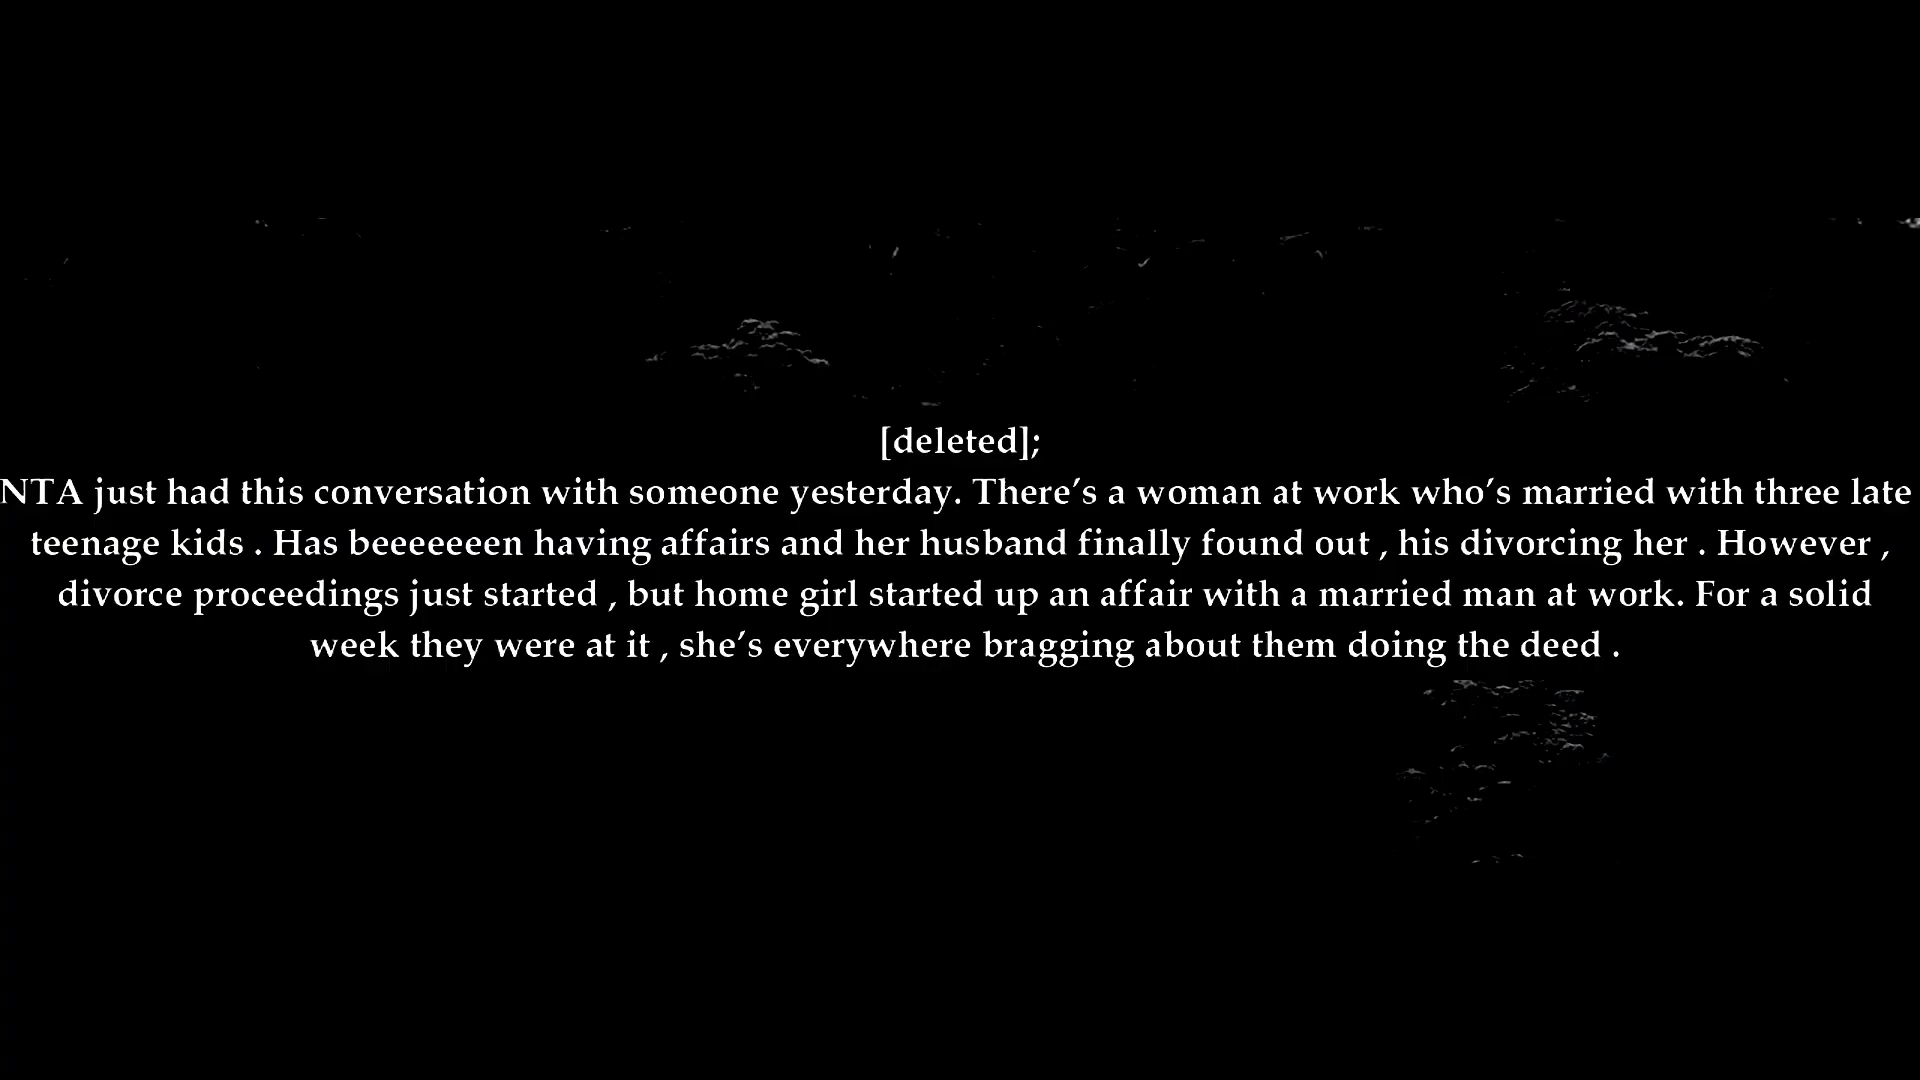 [deleted];
NTA just had this conversation with someone yesterday. There’s a woman at work who’s married with three late
teenage kids . Has beeeeeeen having affairs and her husband finally found out , his divorcing her . However ,
divorce proceedings just started , but home girl started up an affair with a married man at work. For a solid
week they were at it , she’s everywhere bragging about them doing the deed .